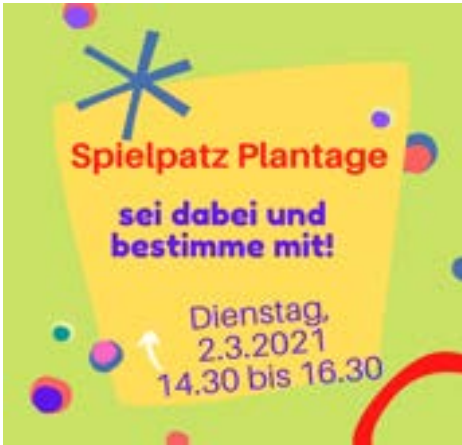 Spielpatz Plantage
sei dabei und
bestimme mit!
Dienstag,
2.3.2021
14.30 bis 16.30